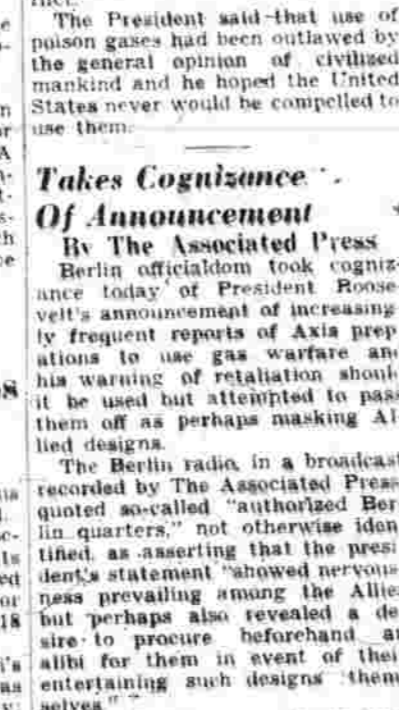 The President said that use of
poison gases had been outlawed by
the general opinion of civilized
mankind and he hoped the United
States never would be compelled to
use them.
Takes Cognizance
Of Announcement
By The Associated Press
Berlin officialdom took cogniz-
ance today of President Roose-
velt's announcement of increasing
ly frequent reports of Axis prep
ations to use gas warfare an
his warning of retaliation shoul
it be used but attempted to pass
them off as perhaps masking Al
lied designs.
The Berlin radio, in a broadcast
recorded by The Associated Press
quoted so-called "authorized Ber
lin quarters," not otherwise iden
tified, as asserting that the presi
dent's statement "showed nervous
ness prevailing among the Allie
but perhaps also revealed a de
sire to procure beforehand a
alibi for them in event of thei
entertaining such designs them
selves."